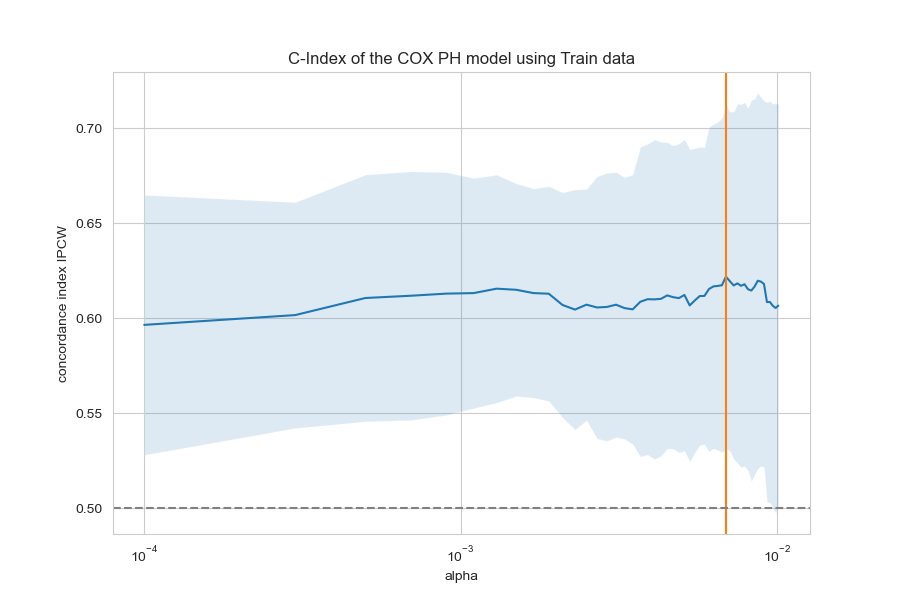 C-Index of the COX PH model using Train data
concordance index IPCW
0.70
0.65
0.60
0.55
0.50
10⁻⁴ 10⁻³ 10⁻²
alpha